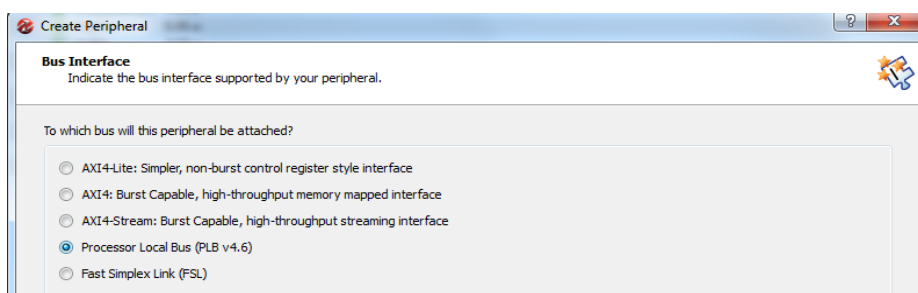 Create Peripheral
Bus Interface
Indicate the bus interface supported by your peripheral.
To which bus will this peripheral be attached?
AXI4-Lite: Simpler, non-burst control register style interface
AXI4: Burst Capable, high-throughput memory mapped interface
AXI4-Stream: Burst Capable, high-throughput streaming interface
Processor Local Bus (PLB v4.6)
Fast Simplex Link (FSL)